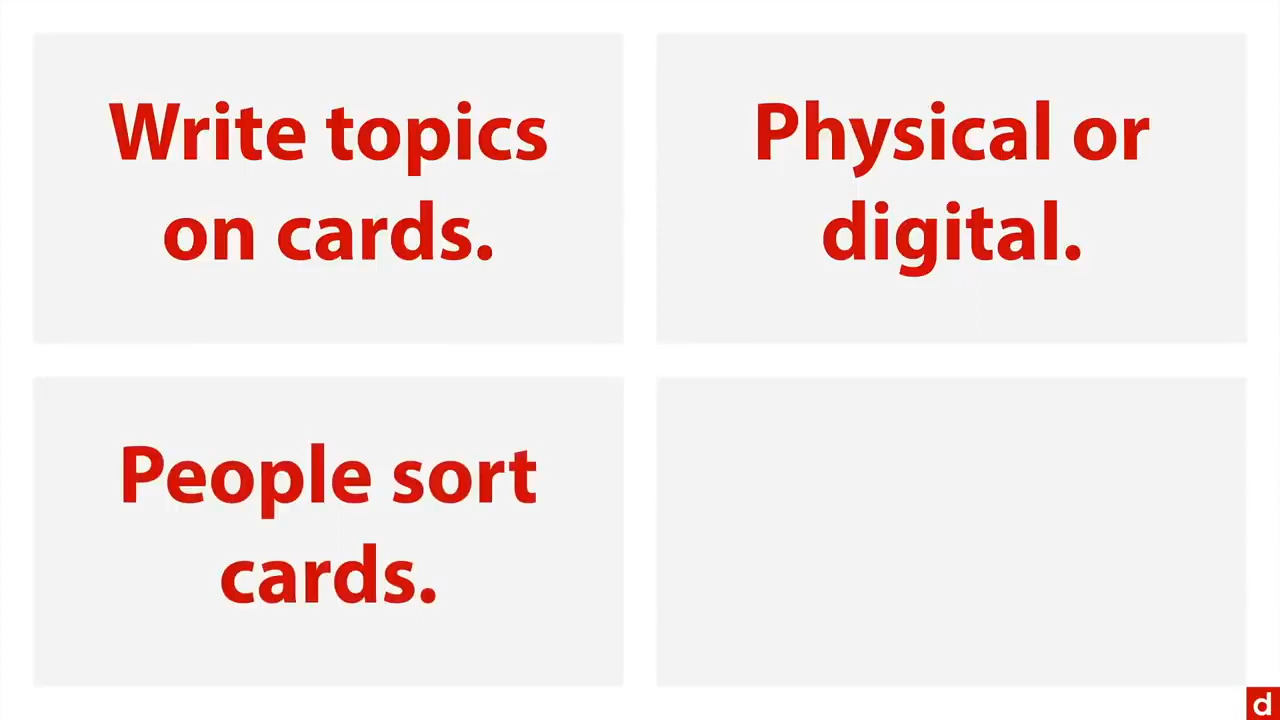 Write topics
on cards.
Physical or
digital.
People sort
cards.
d